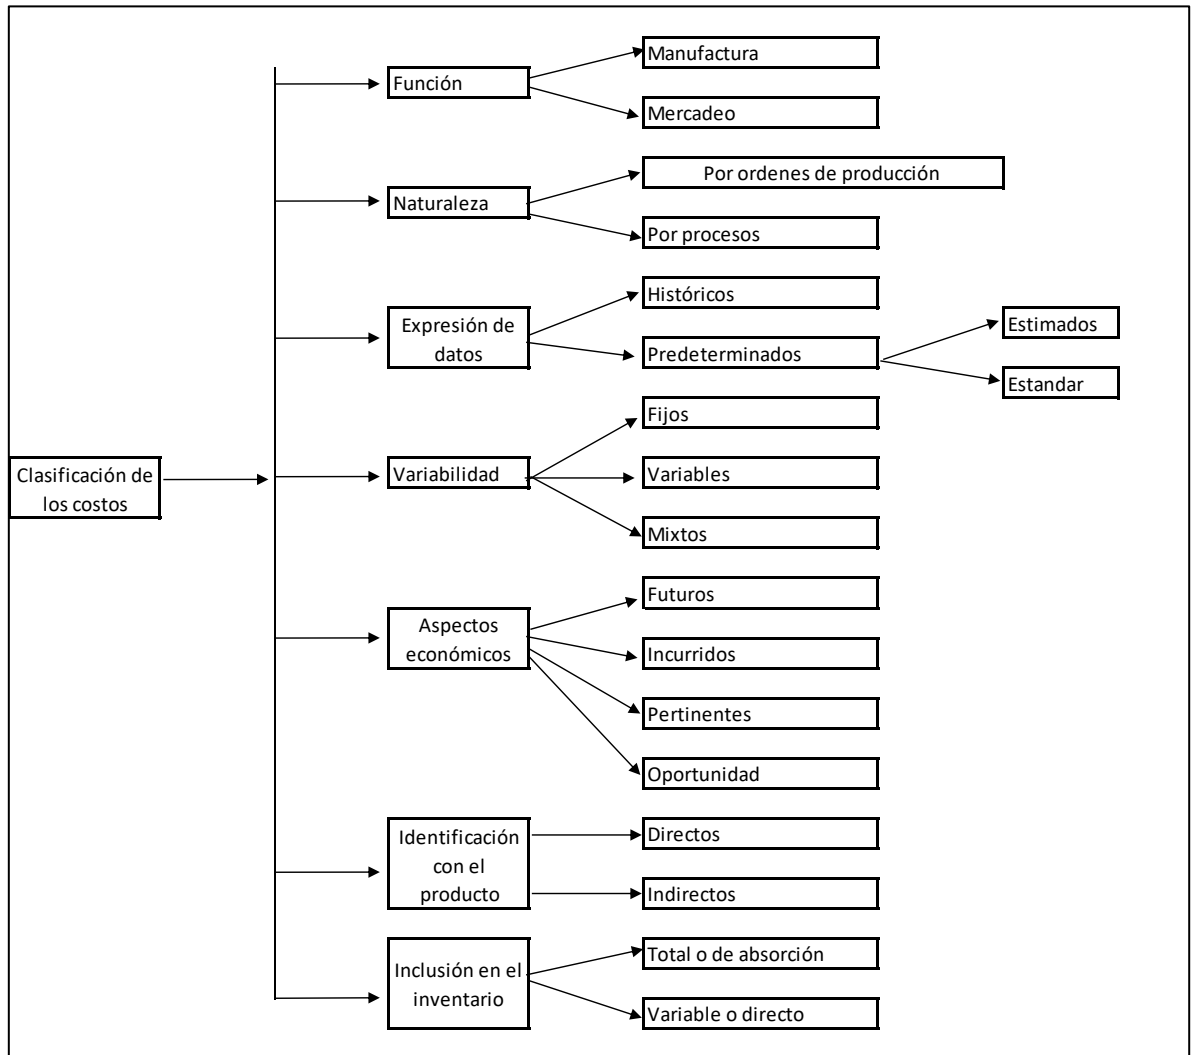 Clasificación de
los costos
Función
Manufactura
Mercadeo
Naturaleza
Por ordenes de producción
Por procesos
Expresión de
datos
Históricos
Predeterminados
Estimados
Estandar
Variabilidad
Fijos
Variables
Mixtos
Aspectos
económicos
Futuros
Incurridos
Pertinentes
Oportunidad
Identificación
con el
producto
Directos
Indirectos
Inclusión en el
inventario
Total o de absorción
Variable o directo